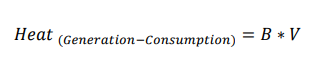 Heat (Generation−Consumption) = B * V